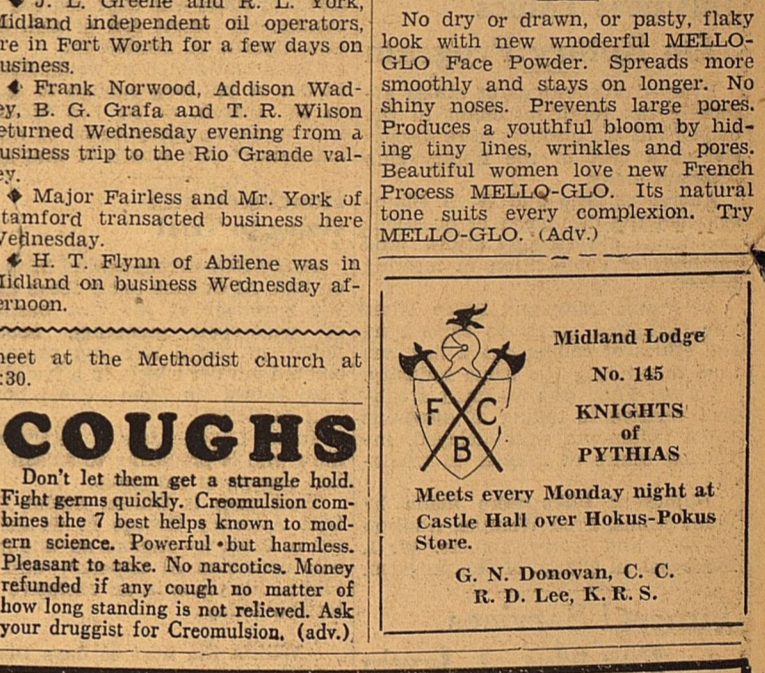 J. L. Greene and R. L. York,
Midland independent oil operators,
re in Fort Worth for a few days on
usiness.
Frank Norwood, Addison Wad-
ey, B. G. Grafa and T. R. Wilson
eturned Wednesday evening from a
usiness trip to the Rio Grande val-
ey.
Major Fairless and Mr. York of
tamford transacted business here
Wednesday.
H. T. Flynn of Abilene was in
Midland on business Wednesday af-
ernoon.
meet at the Methodist church at
:30.
COUGHS
Don't let them get a strangle hold.
Fight germs quickly. Creomulsion com-
bines the 7 best helps known to mod-
ern science. Powerful but harmless.
Pleasant to take. No narcotics. Money
refunded if any cough no matter of
how long standing is not relieved. Ask
your druggist for Creomulsion. (adv.)
No dry or drawn, or pasty, flaky
look with new wnoderful MELLO-
GLO Face Powder. Spreads more
smoothly and stays on longer. No
shiny noses. Prevents large pores.
Produces a youthful bloom by hid-
ing tiny lines, wrinkles and pores.
Beautiful women love new French
Process MELLO-GLO. Its natural
tone suits every complexion. Try
MELLO-GLO. (Adv.)
F C
B
Midland Lodge
No. 145
KNIGHTS
of
PYTHIAS
Meets every Monday night at
Castle Hall over Hokus-Pokus
Store.
G. N. Donovan, C. C.
R. D. Lee, K. R. S.